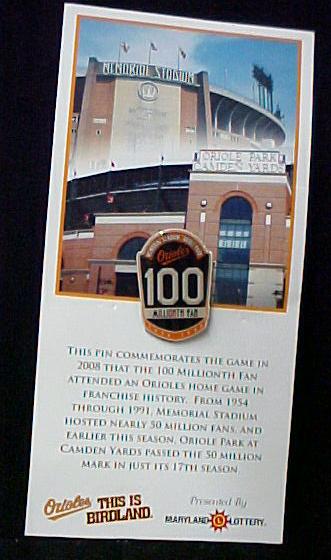 MEMORIAL STADIUM
ORIOLE PARK
CAMDEN YARDS
Orioles
100
MILLIONTH FAN
THIS PIN COMMEMORATES THE GAME IN
2008 THAT THE 100 MILLIONTH FAN
ATTENDED AN ORIOLES HOME GAME IN
FRANCHISE HISTORY. FROM 1954
THROUGH 1991, MEMORIAL STADIUM
HOSTED NEARLY 50 MILLION FANS, AND
EARLIER THIS SEASON, ORIOLE PARK AT
CAMDEN YARDS PASSED THE 50 MILLION
MARK IN JUST ITS 17TH SEASON.
Orioles THIS IS
BIRDLAND.
Presented By
MARYLAND LOTTERY.